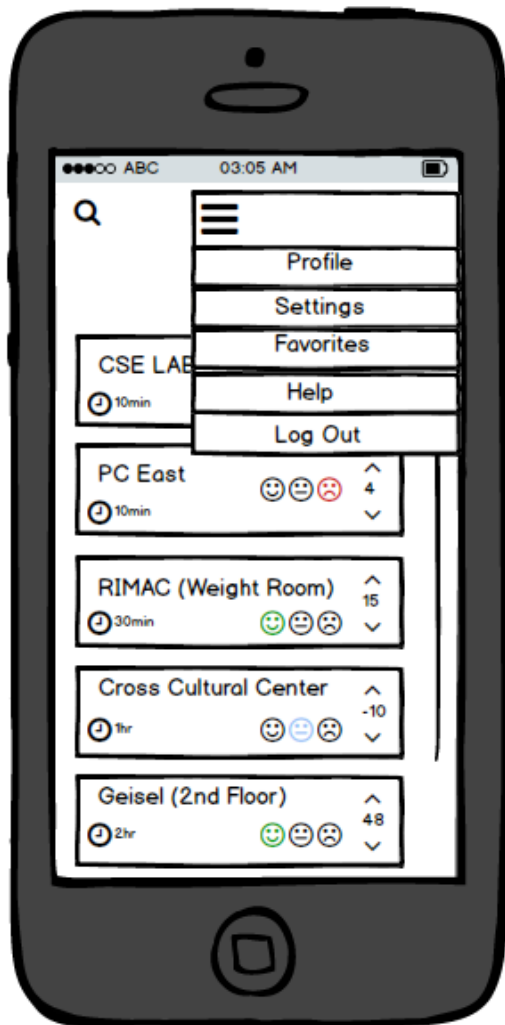 ABC 03:05 AM
Profile
Settings
Favorites
Help
Log Out
CSE LAB
10min
PC East
4
10min
RIMAC (Weight Room)
15
30min
Cross Cultural Center
-10
1hr
Geisel (2nd Floor)
48
2hr